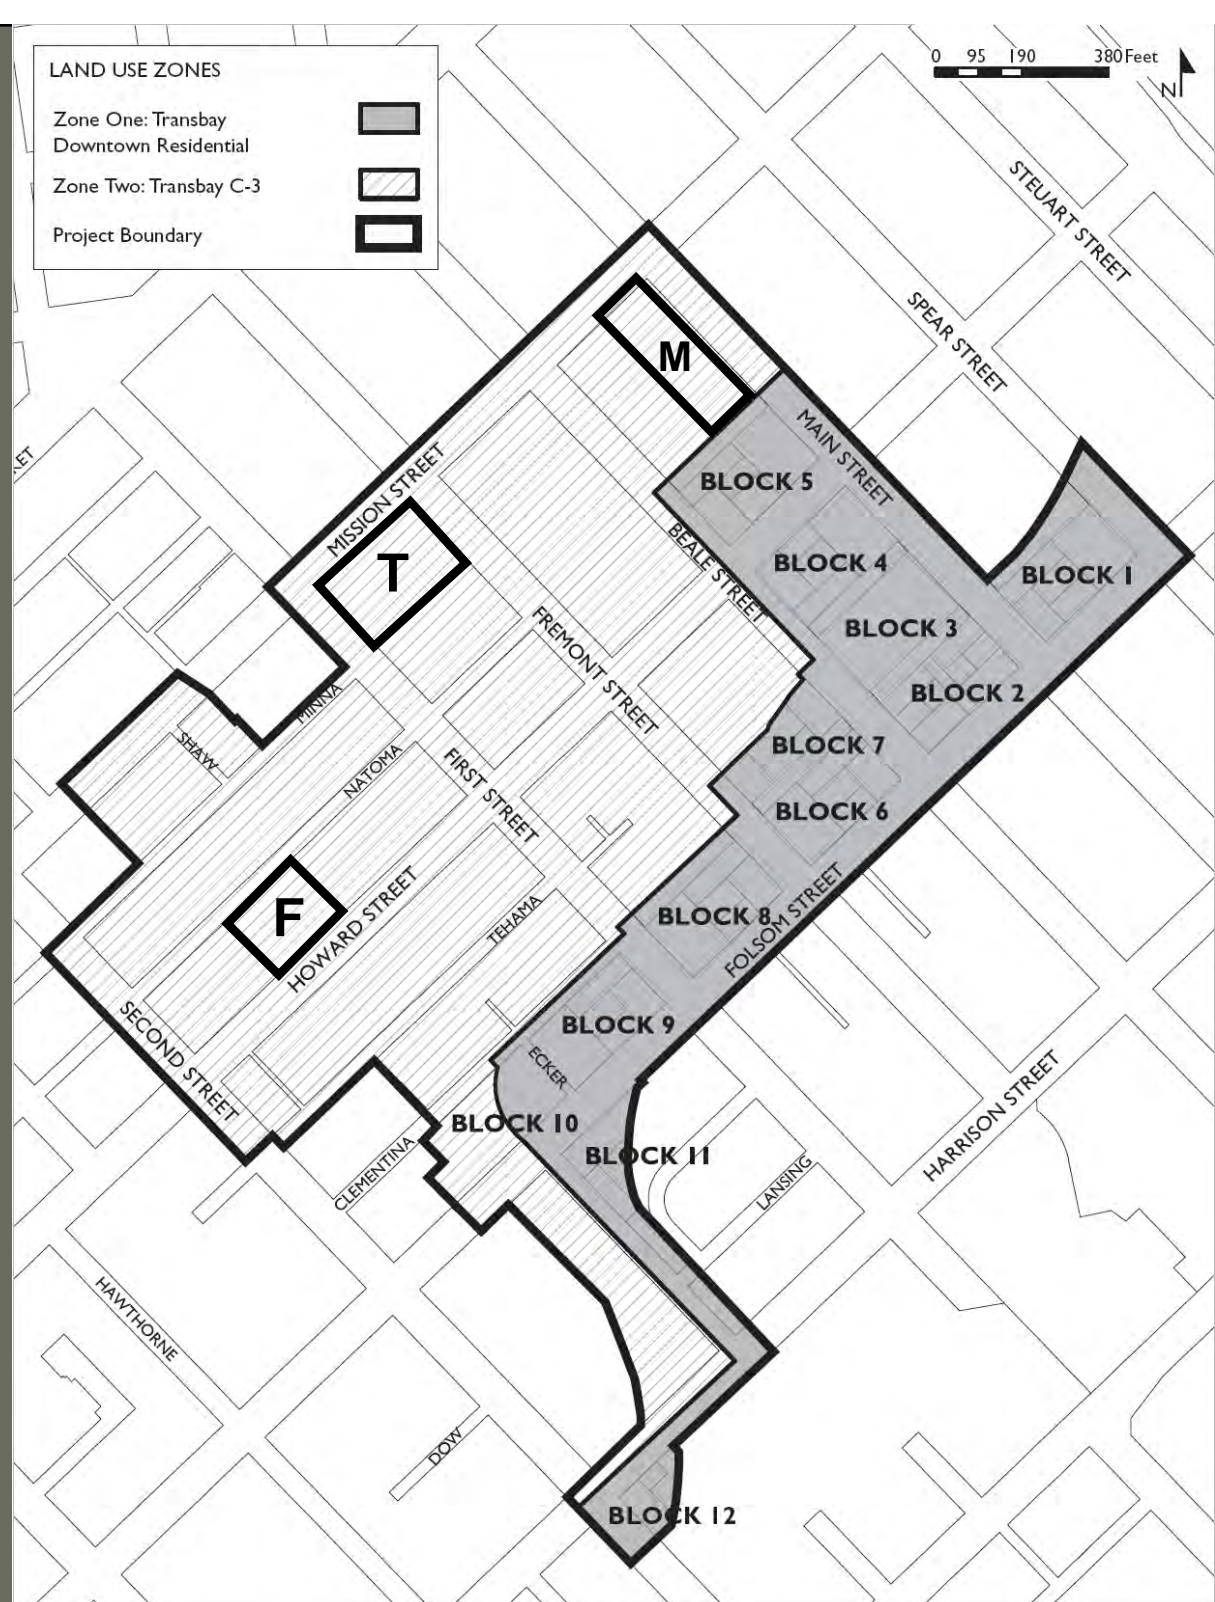 LAND USE ZONES
Zone One: Transbay
Downtown Residential
Zone Two: Transbay C-3
Project Boundary
0 95 190 380 Feet
N
STEUART STREET
SPEAR STREET
MAIN STREET
M
BLOCK 5
MISSION STREET
KET
T
BEALE STREET
BLOCK 4
BLOCK 1
BLOCK 3
FREMONT STREET
BLOCK 2
MINNA
SHAW
NATOMA
FIRST STREET
BLOCK 7
BLOCK 6
F
HOWARD STREET
TEHAMA
BLOCK 8
FOLSOM STREET
SECOND STREET
BLOCK 9
ECKER
BLOCK 10
CLEMENTINA
BLOCK 11
LANSING
HARRISON STREET
HAWTHORNE
DOW
BLOCK 12